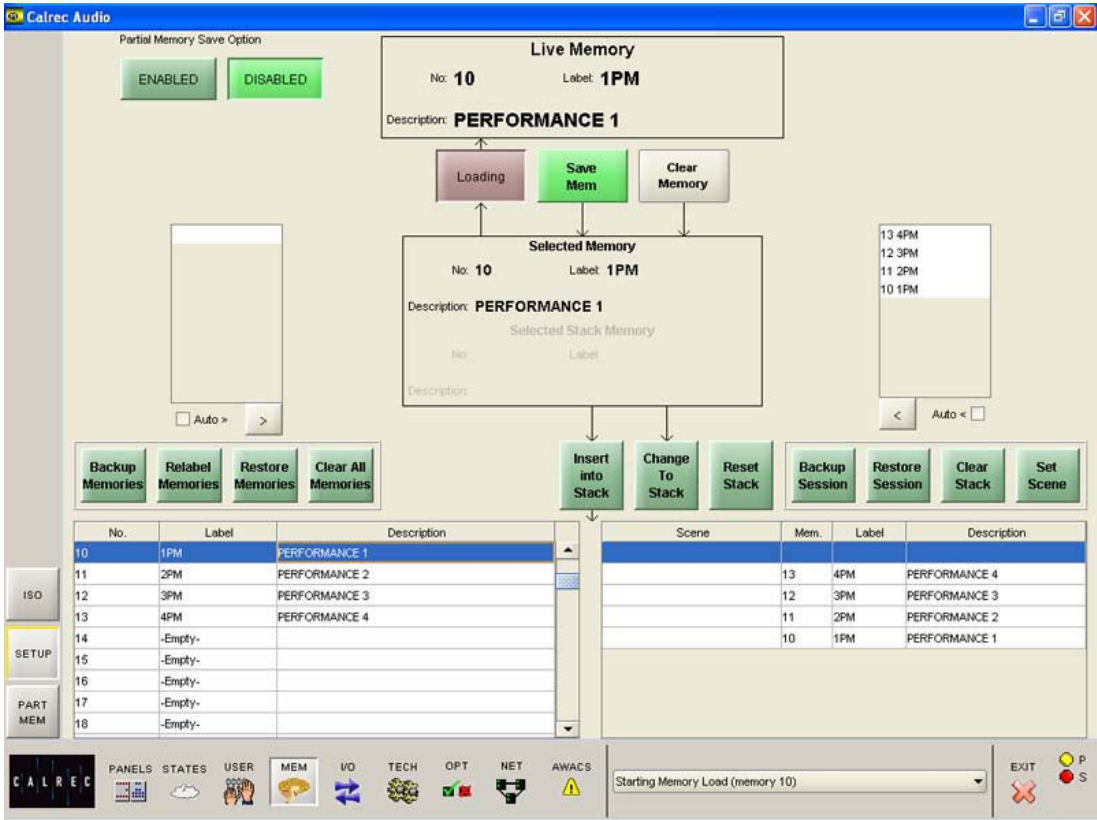 Calrec Audio
Partial Memory Save Option
ENABLED
DISABLED
Live Memory
No: 10 Label: 1PM
Description: PERFORMANCE 1
Loading
Save
Mem
Clear
Memory
Selected Memory
No: 10 Label: 1PM
Description: PERFORMANCE 1
Selected Stack Memory
No: Label:
Description:
13 4PM
12 3PM
11 2PM
10 1PM
Auto >
>
<
Auto <
Backup
Memories
Relabel
Memories
Restore
Memories
Clear All
Memories
Insert
into
Stack
Change
To
Stack
Reset
Stack
Backup
Session
Restore
Session
Clear
Stack
Set
Scene
No. Label Description
10 1PM PERFORMANCE 1
11 2PM PERFORMANCE 2
12 3PM PERFORMANCE 3
13 4PM PERFORMANCE 4
14 -Empty-
15 -Empty-
16 -Empty-
17 -Empty-
18 -Empty-
Scene Mem. Label Description
13 4PM PERFORMANCE 4
12 3PM PERFORMANCE 3
11 2PM PERFORMANCE 2
10 1PM PERFORMANCE 1
ISO
SETUP
PART
MEM
CALREC
PANELS
STATES
USER
MEM
I/O
TECH
OPT
NET
AWACS
Starting Memory Load (memory 10)
EXIT
P
S